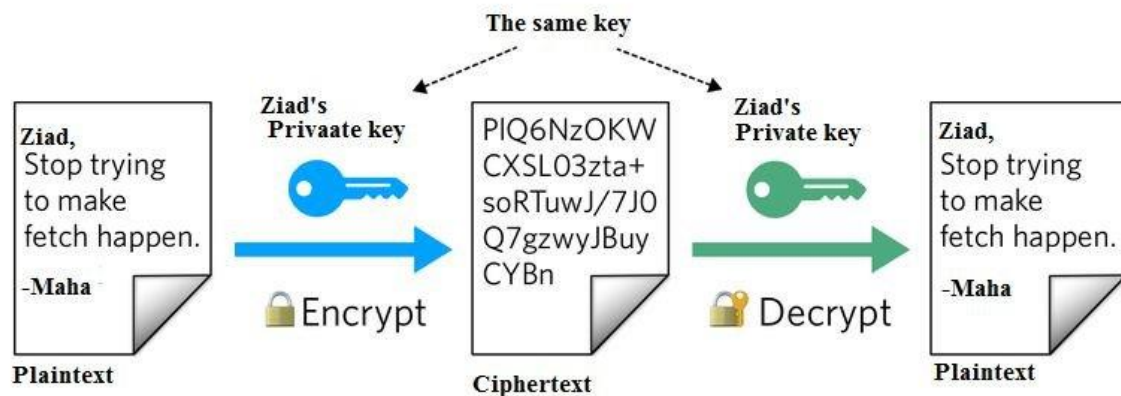 The same key
Ziad,
Stop trying
to make
fetch happen.
-Maha
Plaintext
Ziad's
Privaate key
Encrypt
PlQ6NzOKW
CXSL03zta+
soRTuwJ/7J0
Q7gzwyJBuy
CYBn
Ciphertext
Ziad's
Private key
Decrypt
Ziad,
Stop trying
to make
fetch happen.
-Maha
Plaintext